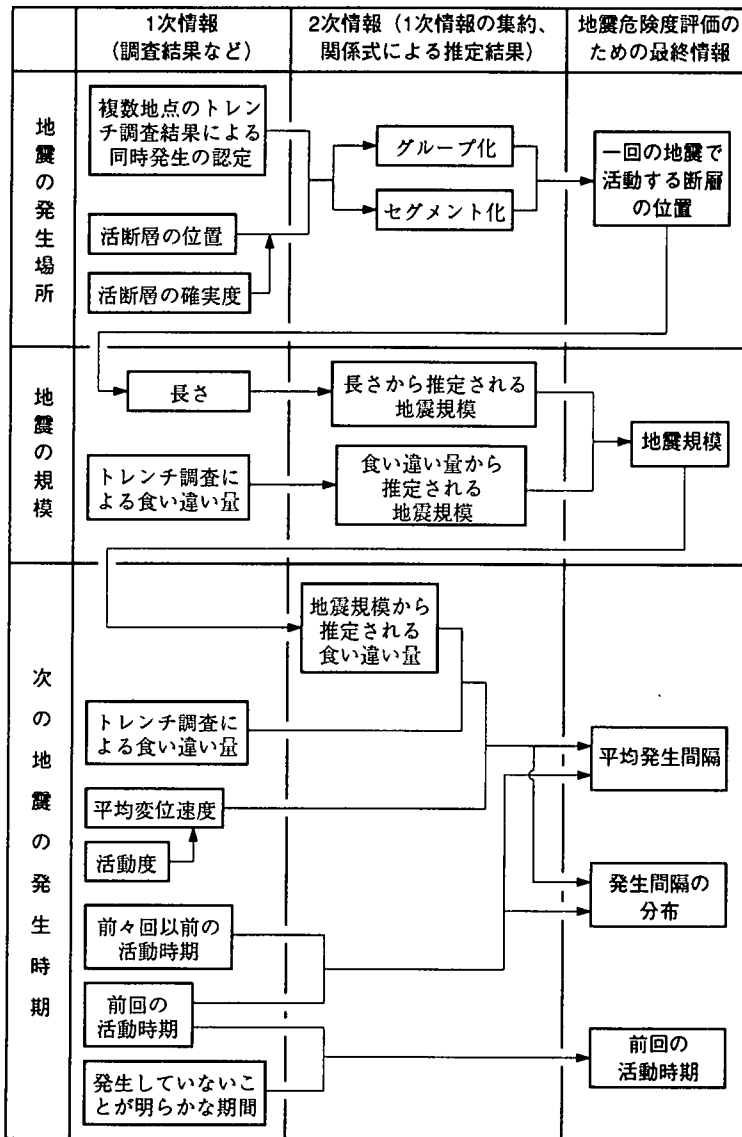 1次情報
(調査結果など)
2次情報(1次情報の集約、
関係式による推定結果)
地震危険度評価の
ための最終情報
地震の発生場所
複数地点のトレン
チ調査結果による
同時発生の認定
活断層の位置
活断層の確実度
グループ化
セグメント化
一回の地震で
活動する断層
の位置
地震の規模
長さ
長さから推定される
地震規模
トレンチ調査に
よる食い違い量
食い違い量から
推定される
地震規模
地震規模
次の地震の発生時期
地震規模から
推定される
食い違い量
トレンチ調査に
よる食い違い量
平均変位速度
活動度
前々回以前の
活動時期
前回の
活動時期
発生していないこ
とが明らかな期間
平均発生間隔
発生間隔の
分布
前回の
活動時期